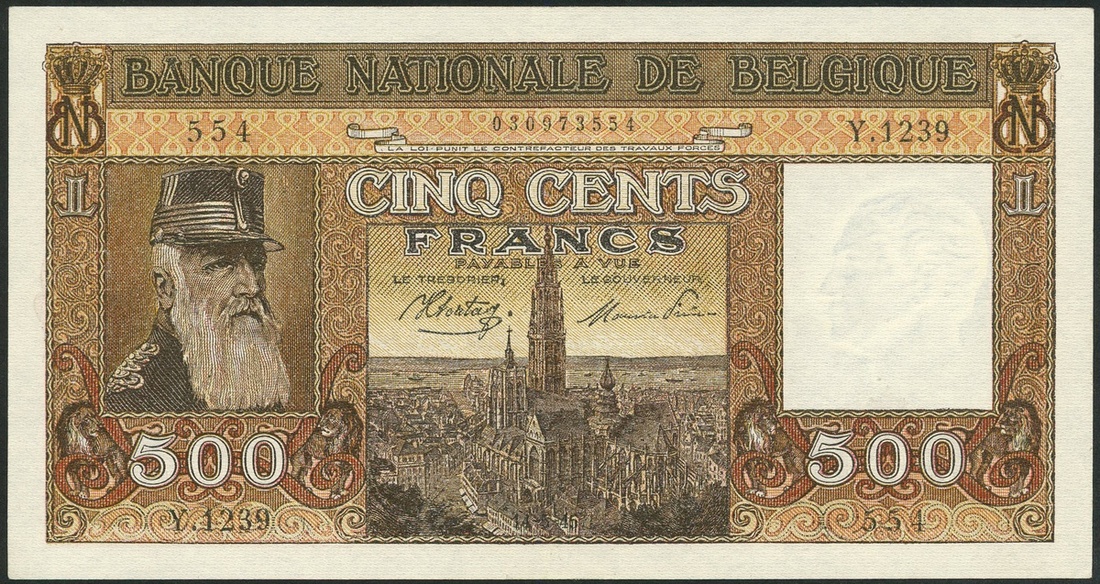 BANQUE NATIONALE DE BELGIQUE
554
030973554
Y.1239
LA LOI PUNIT LE CONTREFACTEUR DES TRAVAUX FORCÉS
CINQ CENTS
FRANCS
PAYABLE A VUE
LE TRÉSORIER, LE GOUVERNEUR,
500 500
Y.1239
554